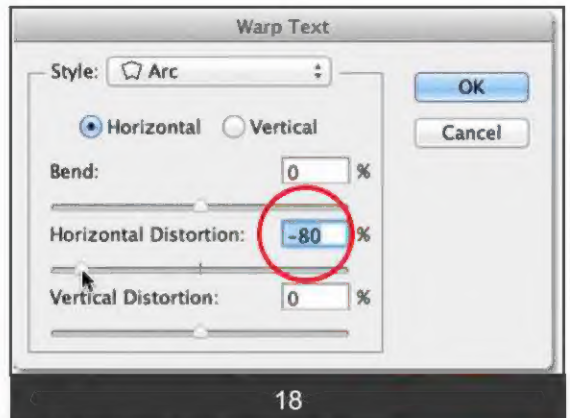 Warp Text
Style: Arc
OK
Horizontal Vertical
Cancel
Bend: 0 %
Horizontal Distortion: -80 %
Vertical Distortion: 0 %
18